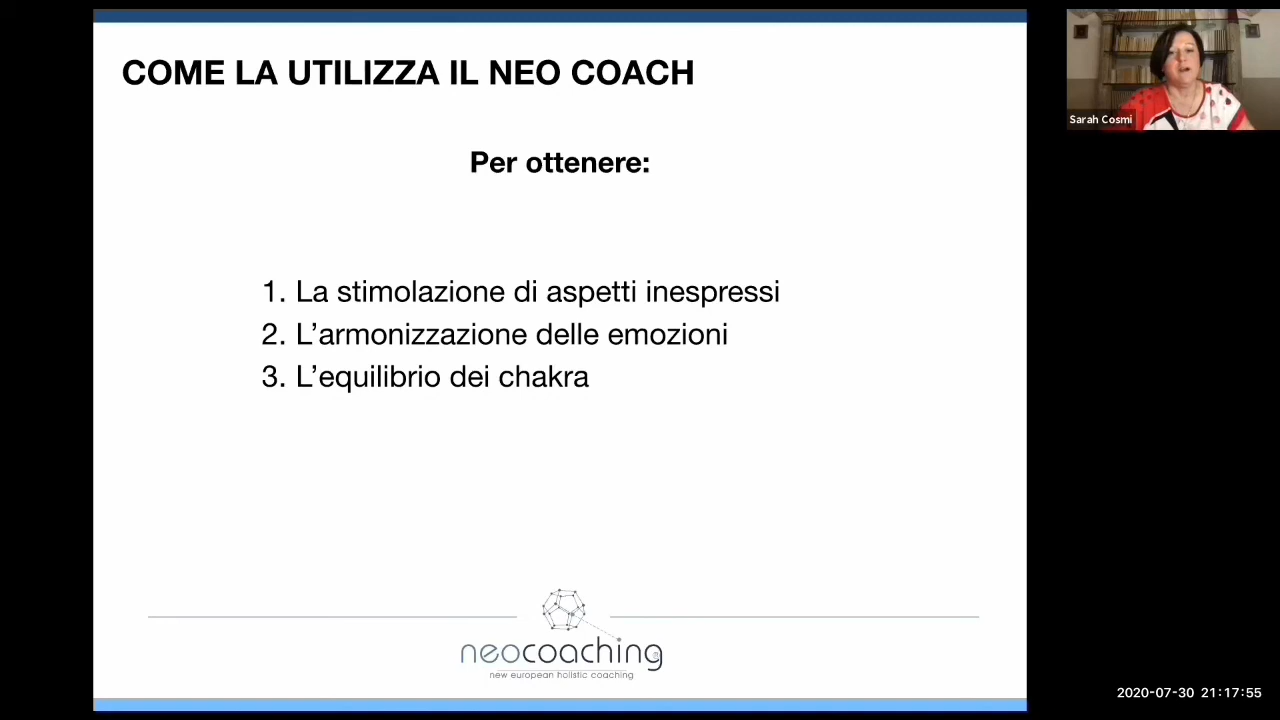 COME LA UTILIZZA IL NEO COACH
Per ottenere:
1. La stimolazione di aspetti inespressi
2. L’armonizzazione delle emozioni
3. L’equilibrio dei chakra
neocoaching®
new european holistic coaching
Sarah Cosmi
2020-07-30 21:17:55